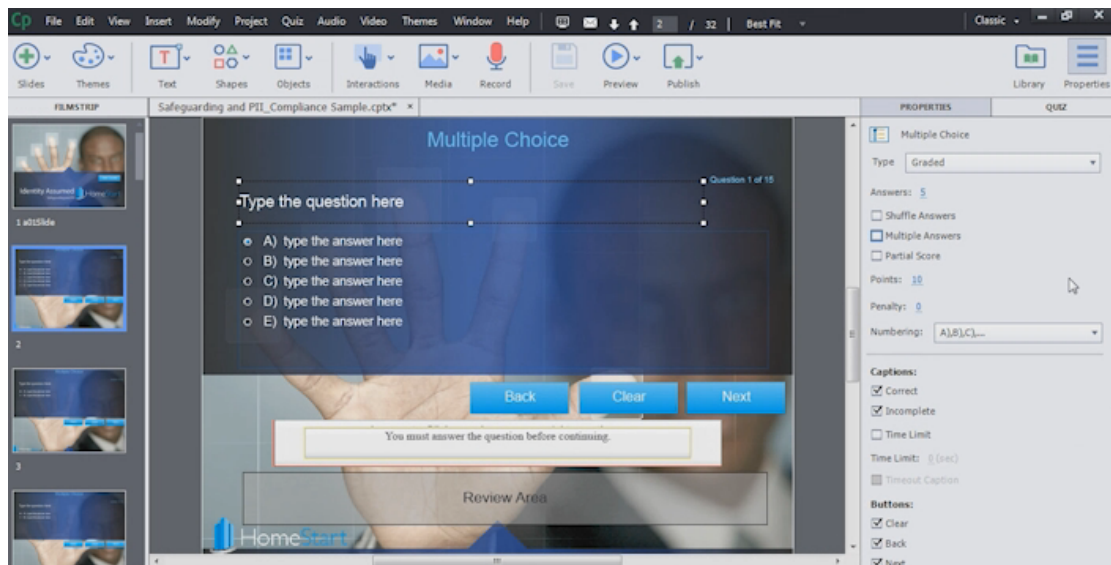 Cp File Edit View Insert Modify Project Quiz Audio Video Themes Window Help 2 / 32 Best Fit Classic
Slides Themes Text Shapes Objects Interactions Media Record Save Preview Publish Library Properties
FILMSTRIP Safeguarding and PII_Compliance Sample.cptx* × PROPERTIES QUIZ
Identity Assumed HomeStart
1 a01Slide
2
3
Multiple Choice
Question 1 of 15
Type the question here
A) type the answer here
B) type the answer here
C) type the answer here
D) type the answer here
E) type the answer here
Back Clear Next
You must answer the question before continuing.
Review Area
HomeStart
Multiple Choice
Type Graded
Answers: 5
Shuffle Answers
Multiple Answers
Partial Score
Points: 10
Penalty: 0
Numbering: A),B),C),...
Captions:
Correct
Incomplete
Time Limit
Time Limit: 0 (sec)
Timeout Caption
Buttons:
Clear
Back
Next